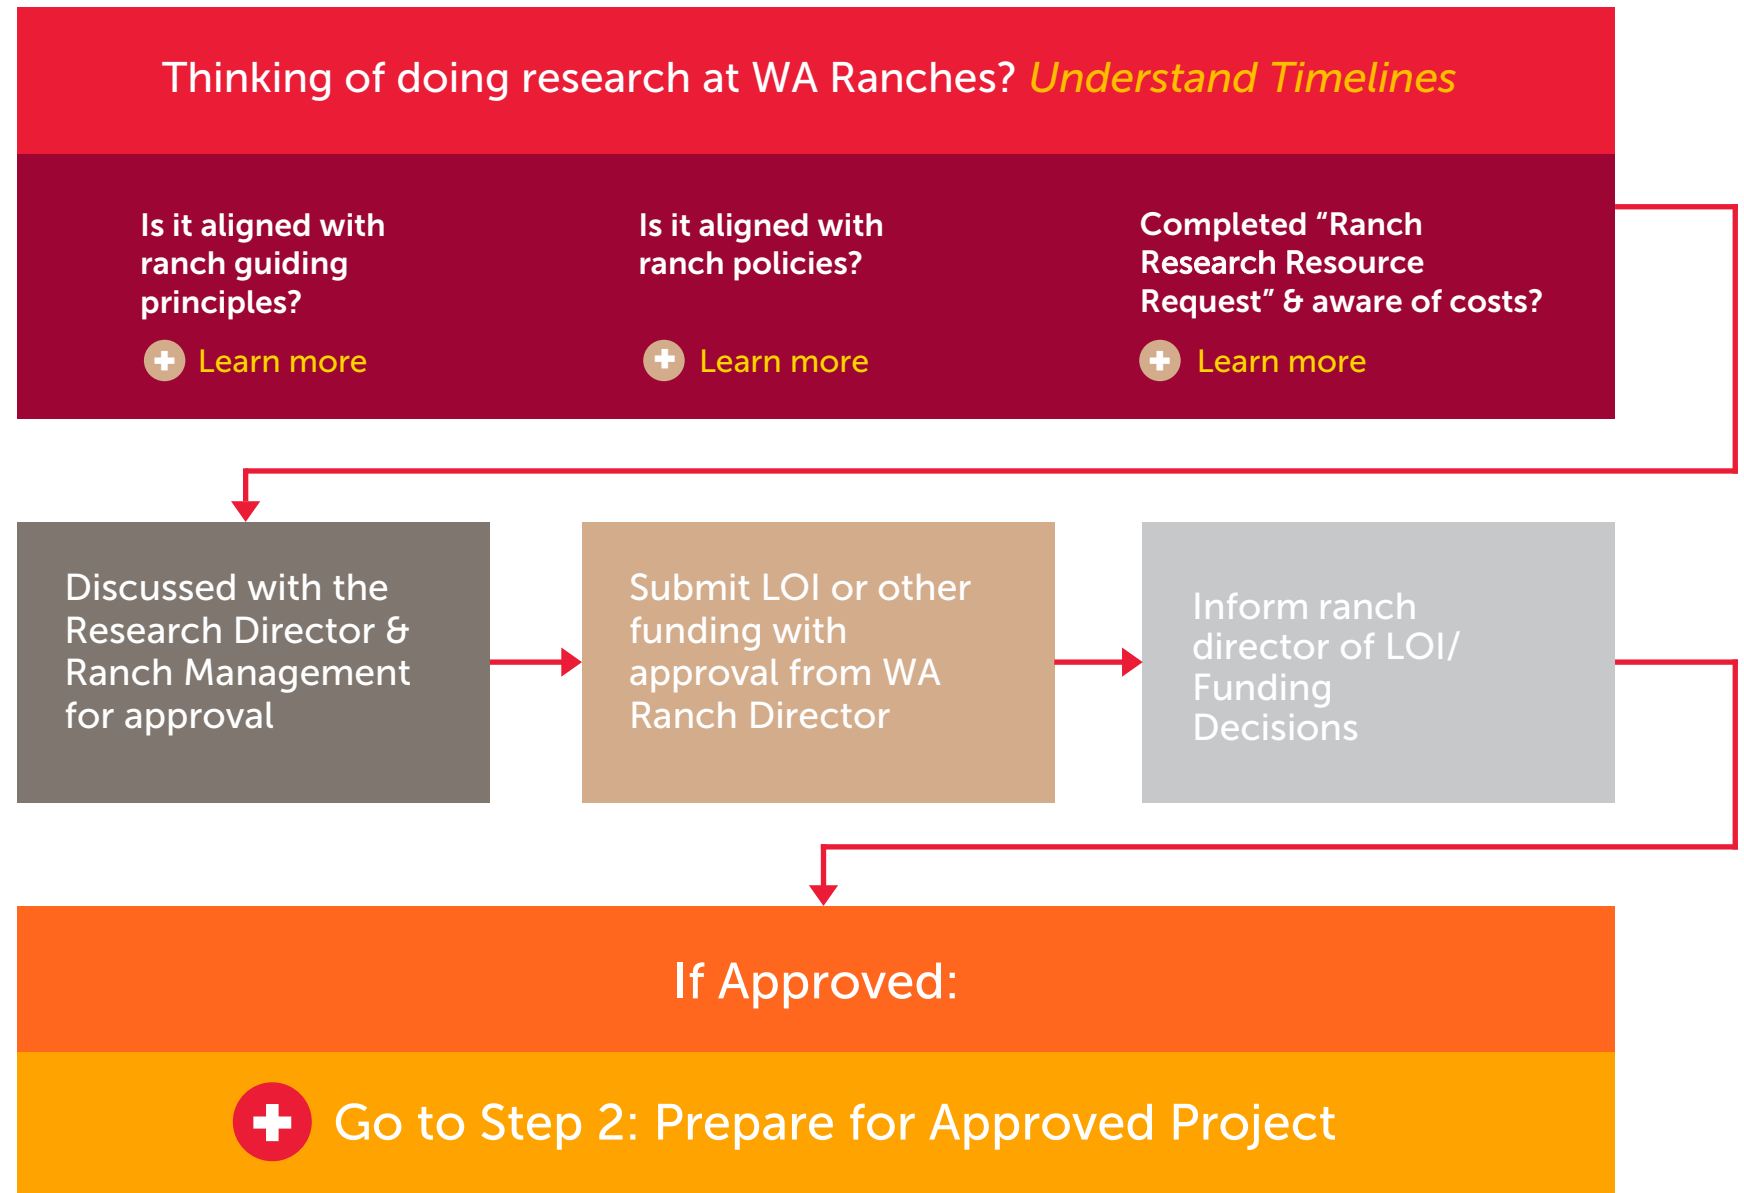 Thinking of doing research at WA Ranches? Understand Timelines
Is it aligned with
ranch guiding
principles?
Learn more
Is it aligned with
ranch policies?
Learn more
Completed “Ranch
Research Resource
Request” & aware of costs?
Learn more
Discussed with the
Research Director &
Ranch Management
for approval
Submit LOI or other
funding with
approval from WA
Ranch Director
Inform ranch
director of LOI/
Funding
Decisions
If Approved:
Go to Step 2: Prepare for Approved Project